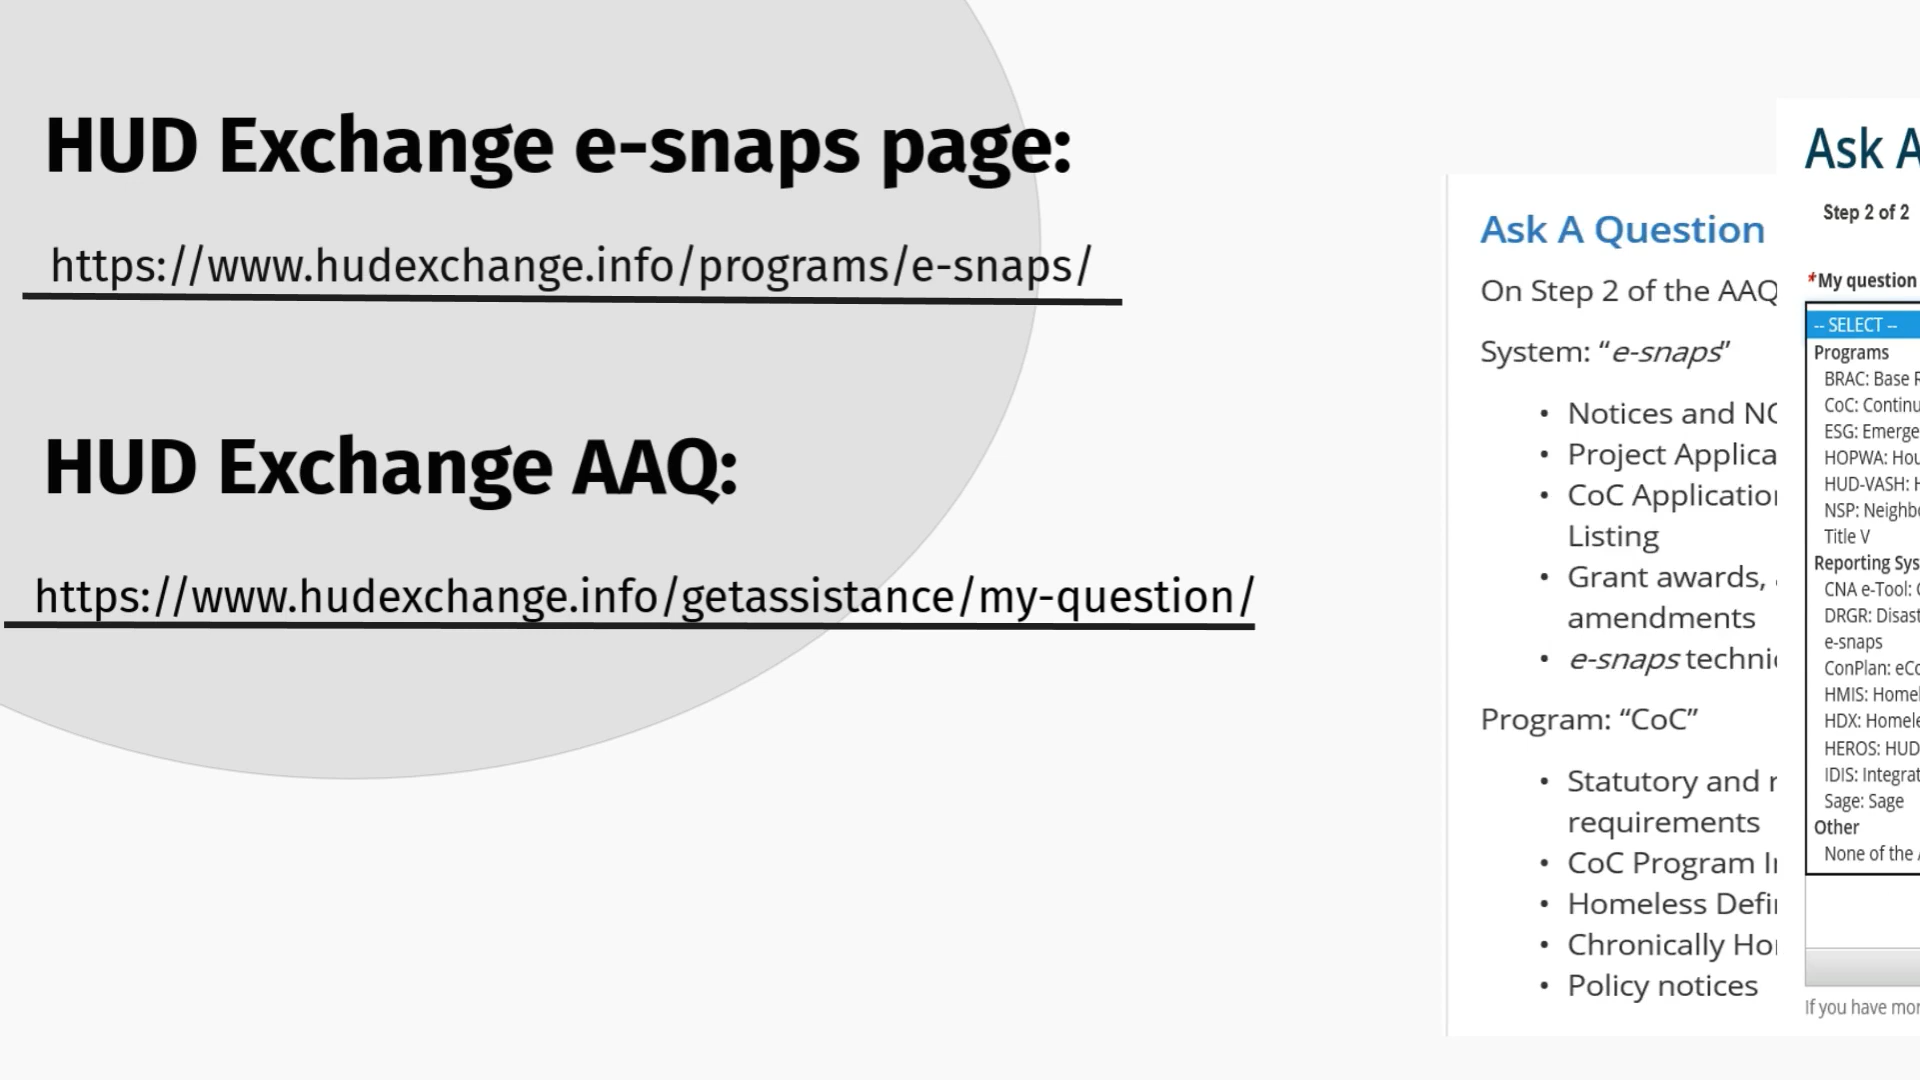 HUD Exchange e-snaps page:
https://www.hudexchange.info/programs/e-snaps/
HUD Exchange AAQ:
https://www.hudexchange.info/getassistance/my-question/
Ask A Question
On Step 2 of the AAQ
System: “e-snaps”
• Notices and
• Project
• CoC
Listing
• Grant awards,
amendments
• e-snaps
Program: “CoC”
• Statutory and
requirements
• CoC Program
• Homeless
• Chronically
• Policy notices
Ask A
Step 2 of 2
*My question
-- SELECT --
Programs
BRAC: Base
CoC:
ESG:
HOPWA:
HUD-VASH:
NSP:
Title V
Reporting
CNA e-Tool:
DRGR:
e-snaps
ConPlan:
HMIS:
HDX:
HEROS: HUD
IDIS:
Sage: Sage
Other
None of the
If you have